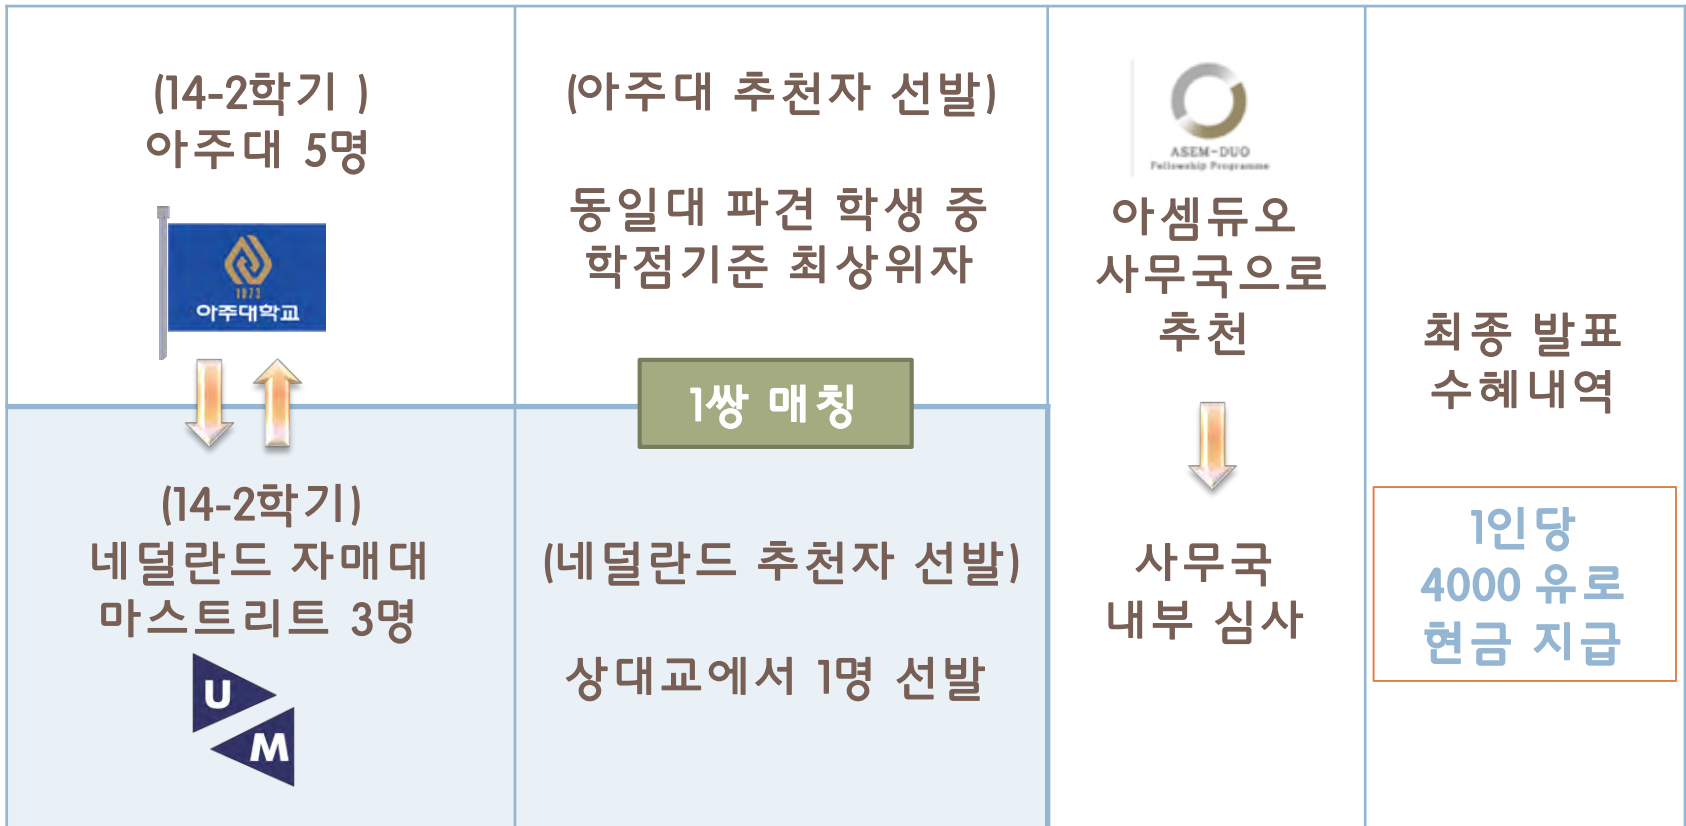 (14-2학기 )
아주대 5명
1973
아주대학교
(14-2학기)
네덜란드 자매대
마스트리트 3명
U
M
(아주대 추천자 선발)
동일대 파견 학생 중
학점기준 최상위자
1쌍 매칭
(네덜란드 추천자 선발)
상대교에서 1명 선발
ASEM-DUO
Fellowship Programme
아셈듀오
사무국으로
추천
사무국
내부 심사
최종 발표
수혜내역
1인당
4000 유로
현금 지급